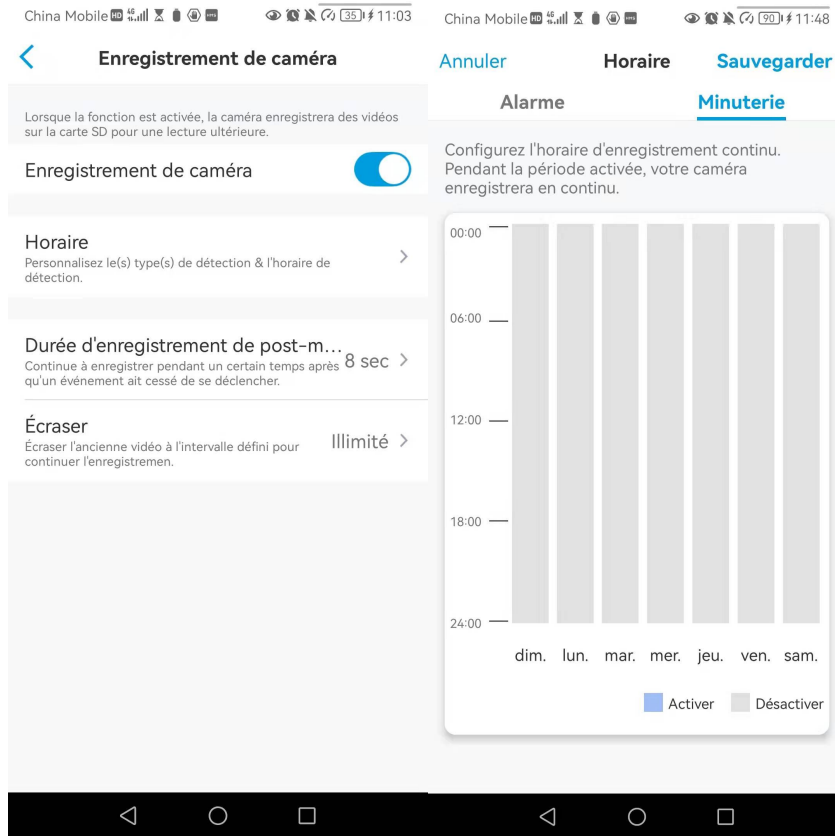 China Mobile HD 4G 35 11:03
Enregistrement de caméra
Lorsque la fonction est activée, la caméra enregistrera des vidéos
sur la carte SD pour une lecture ultérieure.
Enregistrement de caméra
Horaire
Personnalisez le(s) type(s) de détection & l'horaire de
détection.
Durée d'enregistrement de post-m... 8 sec
Continue à enregistrer pendant un certain temps après
qu'un événement ait cessé de se déclencher.
Écraser
Écraser l'ancienne vidéo à l'intervalle défini pour
continuer l'enregistremen.
Illimité
China Mobile HD 4G 90 11:48
Annuler Horaire Sauvegarder
Alarme Minuterie
Configurez l'horaire d'enregistrement continu.
Pendant la période activée, votre caméra
enregistrera en continu.
00:00
06:00
12:00
18:00
24:00
dim. lun. mar. mer. jeu. ven. sam.
Activer Désactiver